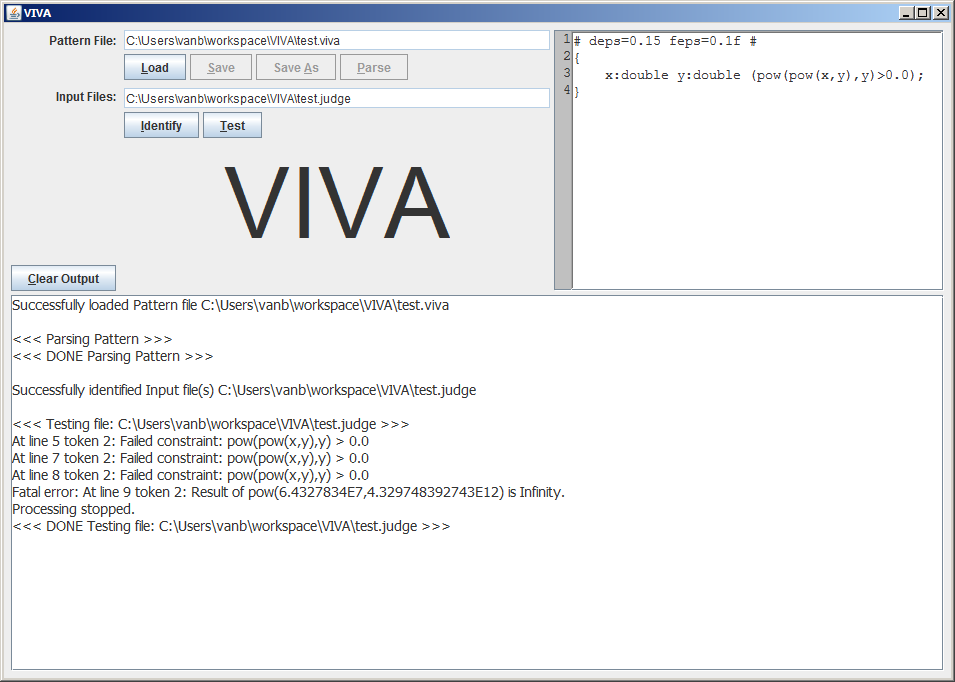 VIVA
Pattern File: C:\Users\vanb\workspace\VIVA\test.viva
Load Save Save As Parse
Input Files: C:\Users\vanb\workspace\VIVA\test.judge
Identify Test
VIVA
Clear Output
1 # deps=0.15 feps=0.1f #
2 {
3 x:double y:double (pow(pow(x,y),y)>0.0);
4 }
Successfully loaded Pattern file C:\Users\vanb\workspace\VIVA\test.viva
<<< Parsing Pattern >>>
<<< DONE Parsing Pattern >>>
Successfully identified Input file(s) C:\Users\vanb\workspace\VIVA\test.judge
<<< Testing file: C:\Users\vanb\workspace\VIVA\test.judge >>>
At line 5 token 2: Failed constraint: pow(pow(x,y),y) > 0.0
At line 7 token 2: Failed constraint: pow(pow(x,y),y) > 0.0
At line 8 token 2: Failed constraint: pow(pow(x,y),y) > 0.0
Fatal error: At line 9 token 2: Result of pow(6.4327834E7,4.329748392743E12) is Infinity.
Processing stopped.
<<< DONE Testing file: C:\Users\vanb\workspace\VIVA\test.judge >>>